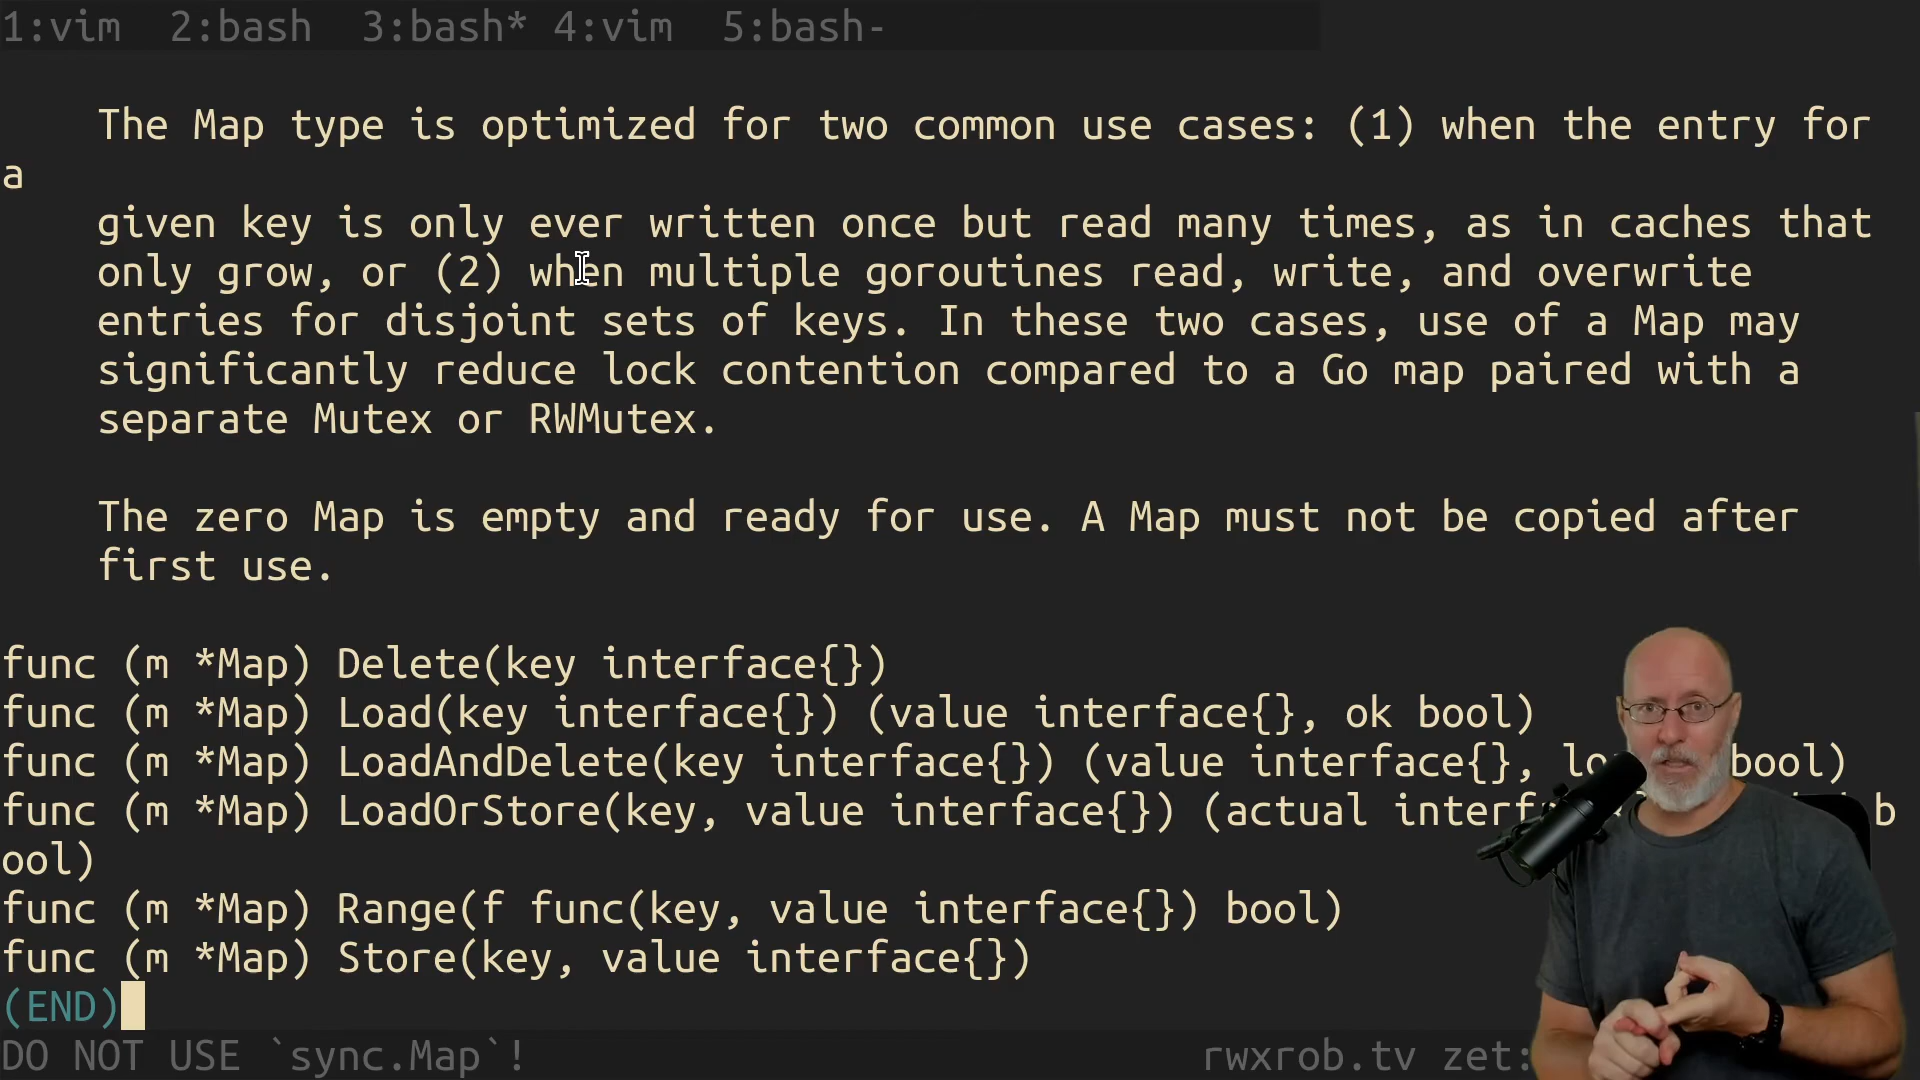 1:vim  2:bash  3:bash* 4:vim  5:bash-
The Map type is optimized for two common use cases: (1) when the entry for
a
given key is only ever written once but read many times, as in caches that
only grow, or (2) when multiple goroutines read, write, and overwrite
entries for disjoint sets of keys. In these two cases, use of a Map may
significantly reduce lock contention compared to a Go map paired with a
separate Mutex or RWMutex.
The zero Map is empty and ready for use. A Map must not be copied after
first use.
func (m *Map) Delete(key interface{})
func (m *Map) Load(key interface{}) (value interface{}, ok bool)
func (m *Map) LoadAndDelete(key interface{}) (value interface{}, bool)
func (m *Map) LoadOrStore(key, value interface{}) (actual b
ool)
func (m *Map) Range(f func(key, value interface{}) bool)
func (m *Map) Store(key, value interface{})
(END)
DO NOT USE `sync.Map`! rwxrob.tv zet: